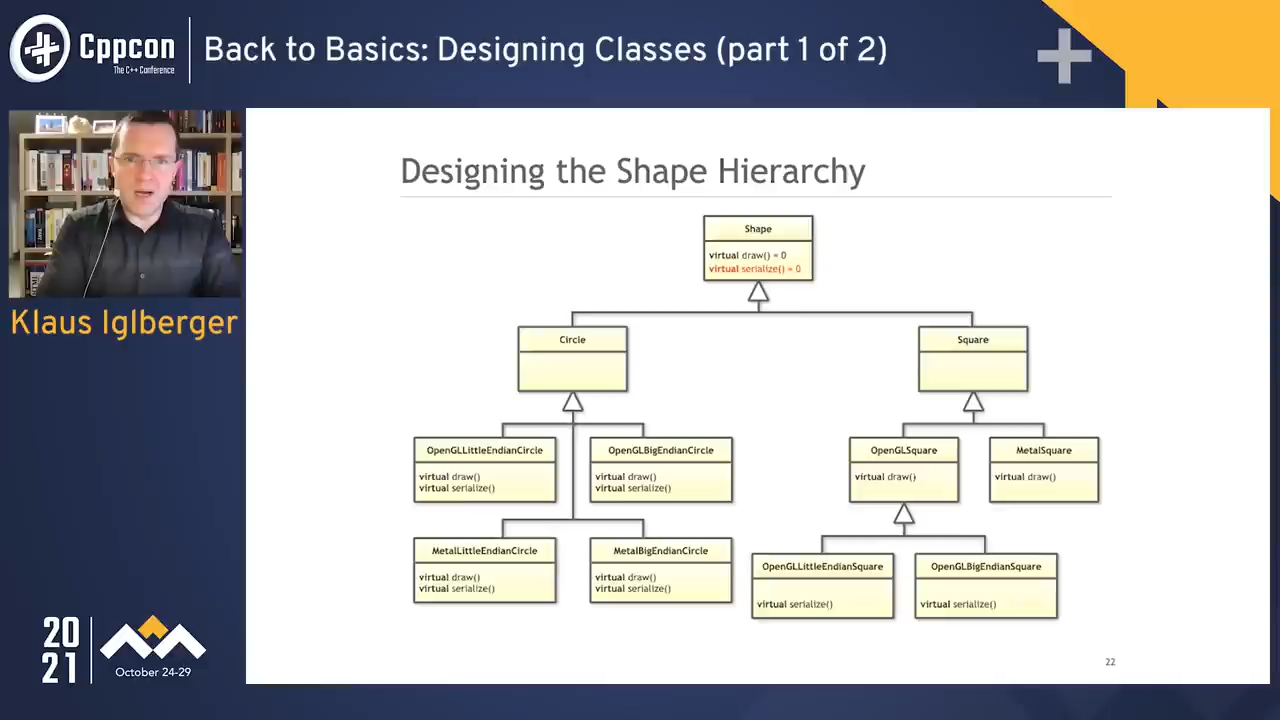 Cppcon
The C++ Conference
Back to Basics: Designing Classes (part 1 of 2)
Klaus Iglberger
Designing the Shape Hierarchy
Shape
virtual draw() = 0
virtual serialize() = 0
Circle
Square
OpenGLLittleEndianCircle
virtual draw()
virtual serialize()
OpenGLBigEndianCircle
virtual draw()
virtual serialize()
OpenGLSquare
virtual draw()
MetalSquare
virtual draw()
MetalLittleEndianCircle
virtual draw()
virtual serialize()
MetalBigEndianCircle
virtual draw()
virtual serialize()
OpenGLLittleEndianSquare
virtual serialize()
OpenGLBigEndianSquare
virtual serialize()
22
20
21
October 24-29